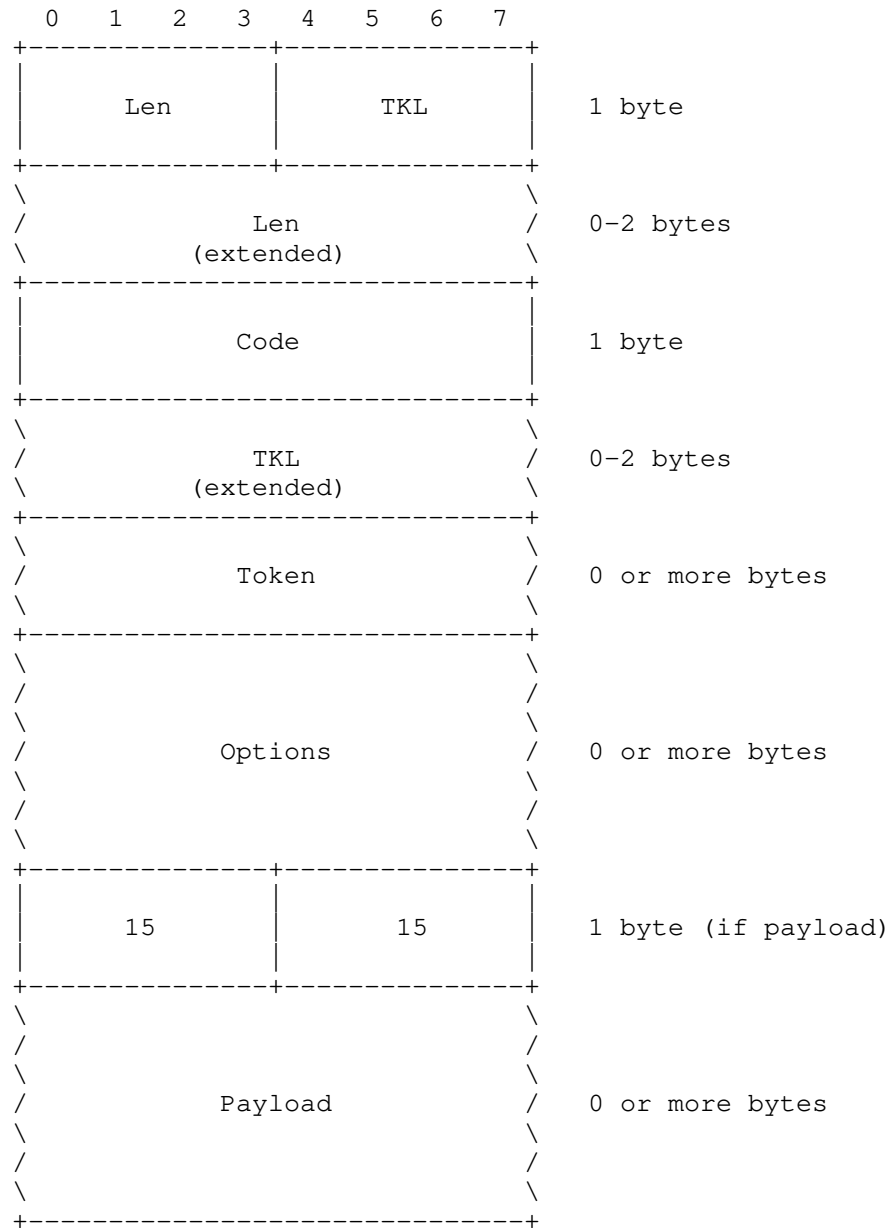 0 1 2 3 4 5 6 7
Len TKL 1 byte
Len 0-2 bytes
(extended)
Code 1 byte
TKL 0-2 bytes
(extended)
Token 0 or more bytes
Options 0 or more bytes
15 15 1 byte (if payload)
Payload 0 or more bytes